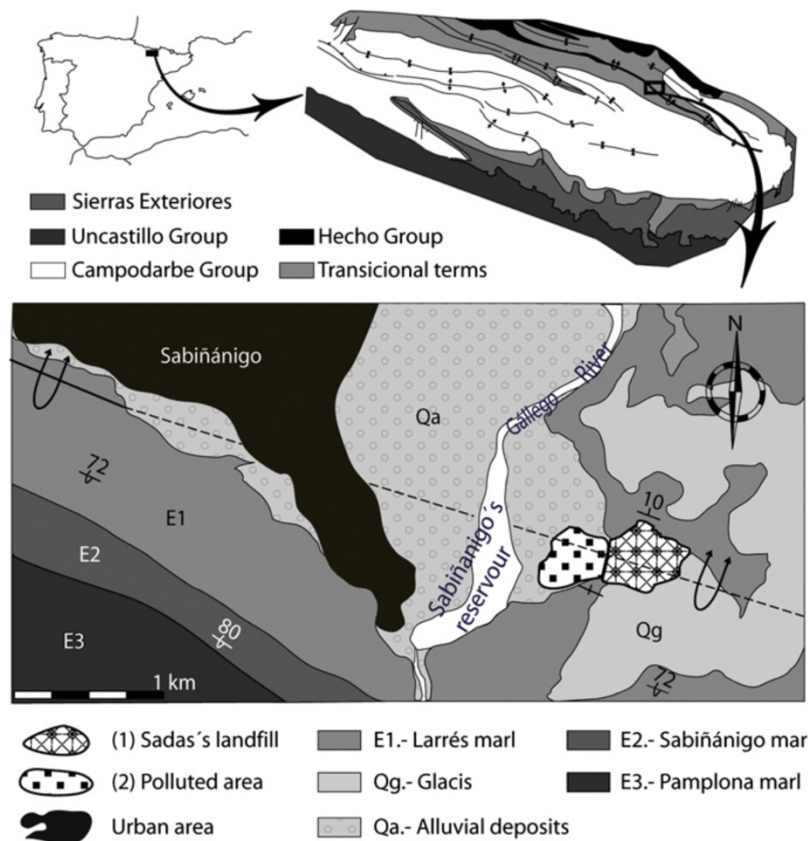 Sierras Exteriores
Uncastillo Group
Hecho Group
Campodarbe Group
Transicional terms
Sabiñánigo
Qa
Gállego River
N
72
E1
10
E2
Sabiñanigo´s
reservour
80
Qg
E3
72
1 km
(1) Sadas´s landfill
E1.- Larrés marl
E2.- Sabiñánigo mar
(2) Polluted area
Qg.- Glacis
E3.- Pamplona marl
Urban area
Qa.- Alluvial deposits